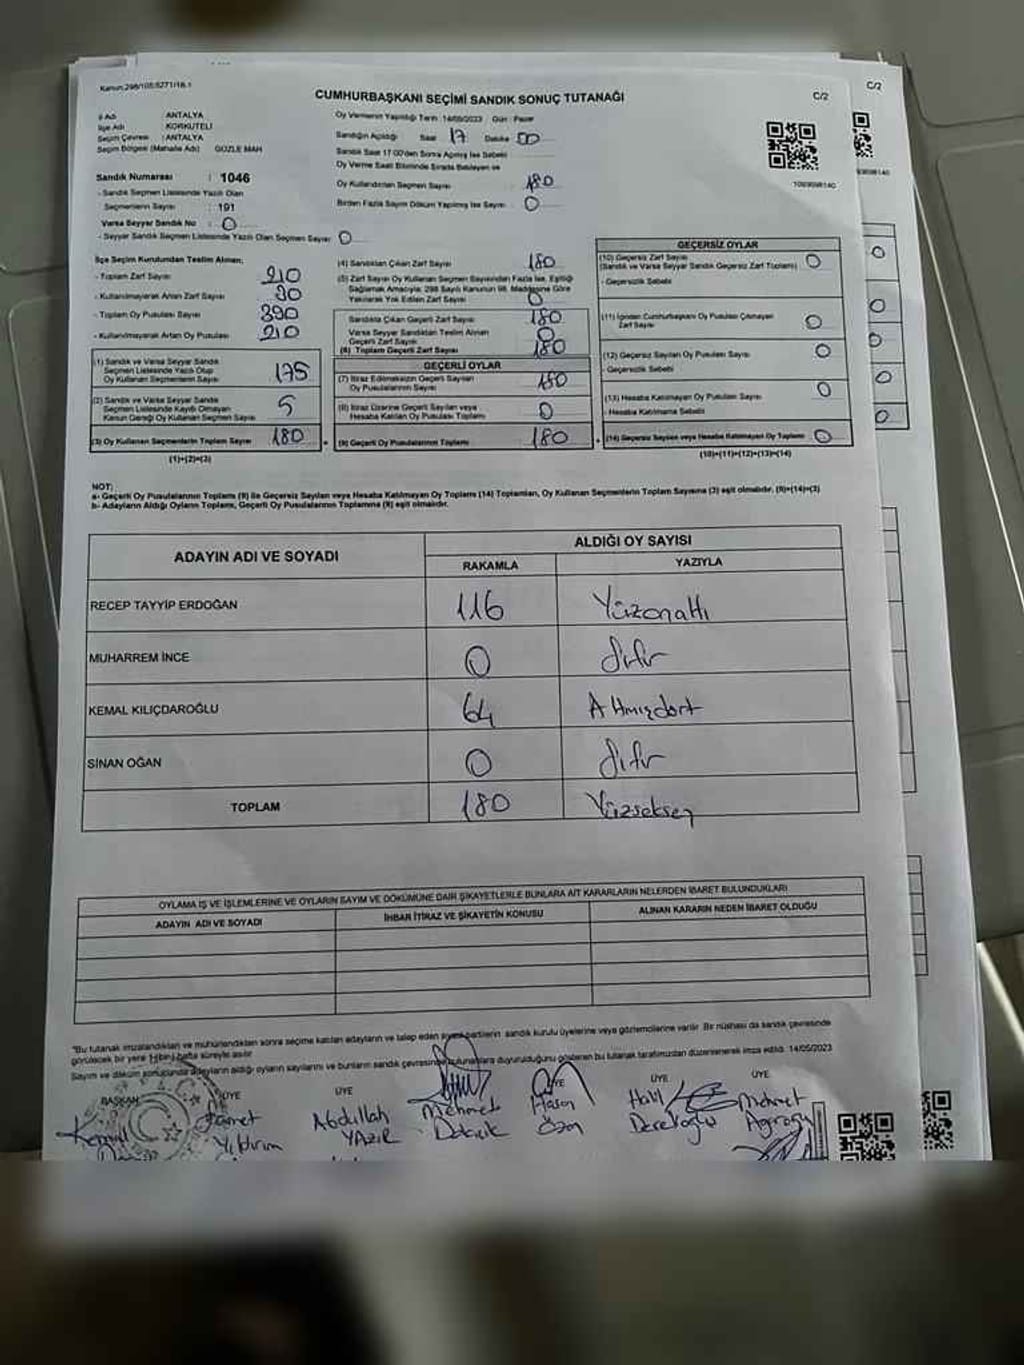 Kanun:298/105;6271/18.1
CUMHURBAŞKANI SEÇİMİ SANDIK SONUÇ TUTANAĞI
C/2
C/2
İl Adı : ANTALYA
İlçe Adı : KORKUTELİ
Seçim Çevresi : ANTALYA
Seçim Bölgesi (Mahalle Adı) GÜZLE MAH
Oy Vermenin Yapıldığı Tarih :14/05/2023 Gün : Pazar
Sandığın Açıldığı Saat 17 Dakika 00
Sandık Saat 17:00'den Sonra Açılmış İse Sebebi
Oy Verme Saati Bitiminde Sırada Bekleyen ve
Oy Kullandırılan Seçmen Sayısı 180
Birden Fazla Sayım Döküm Yapılmış İse Sayısı 0
Sandık Numarası : 1046
- Sandık Seçmen Listesinde Yazılı Olan
Seçmenlerin Sayısı : 191
Varsa Seyyar Sandık No : 0
- Seyyar Sandık Seçmen Listesinde Yazılı Olan Seçmen Sayısı 0
İlçe Seçim Kurulundan Teslim Alınan;
- Toplam Zarf Sayısı 210
- Kullanılmayarak Artan Zarf Sayısı 30
- Toplam Oy Pusulası Sayısı 390
- Kullanılmayarak Artan Oy Pusulası 210
(1) Sandık ve Varsa Seyyar Sandık
Seçmen Listesinde Yazılı Olup
Oy Kullanan Seçmenlerin Sayısı 175
(2) Sandık ve Varsa Seyyar Sandık
Seçmen Listesinde Kaydı Olmayan
Kanun Gereği Oy Kullanan Seçmen Sayısı 5
(3) Oy Kullanan Seçmenlerin Toplam Sayısı 180
(1)+(2)=(3)
(4) Sandıktan Çıkan Zarf Sayısı 180
(5) Zarf Sayısı Oy Kullanan Seçmen Sayısından Fazla İse, Eşitliği
Sağlamak Amacıyla; 298 Sayılı Kanunun 98. Maddesine Göre
Yakılarak Yok Edilen Zarf Sayısı 0
Sandıkta Çıkan Geçerli Zarf Sayısı 180
Varsa Seyyar Sandıktan Teslim Alınan
Geçerli Zarf Sayısı 0
(6) Toplam Geçerli Zarf Sayısı 180
GEÇERLİ OYLAR
(7) İtiraz Edilmeksizin Geçerli Sayılan
Oy Pusulalarının Sayısı 180
(8) İtiraz Üzerine Geçerli Sayılan veya
Hesaba Katılan Oy Pusulası Toplamı 0
(9) Geçerli Oy Pusulalarının Toplamı 180
GEÇERSİZ OYLAR
(10) Geçersiz Zarf Sayısı 0
(Sandık ve Varsa Seyyar Sandık Geçersiz Zarf Toplamı)
- Geçersizlik Sebebi
(11) İçinden Cumhurbaşkanı Oy Pusulası Çıkmayan
Zarf Sayısı 0
(12) Geçersiz Sayılan Oy Pusulası Sayısı 0
- Geçersizlik Sebebi
(13) Hesaba Katılmayan Oy Pusulası Sayısı 0
- Hesaba Katılmama Sebebi
(14) Geçersiz Sayılan veya Hesaba Katılmayan Oy Toplamı 0
(10)+(11)+(12)+(13)=(14)
NOT:
a- Geçerli Oy Pusulalarının Toplamı (9) ile Geçersiz Sayılan veya Hesaba Katılmayan Oy Toplamı (14) Toplamları, Oy Kullanan Seçmenlerin Toplam Sayısına (3) eşit olmalıdır. (9)+(14)=(3)
b- Adayların Aldığı Oyların Toplamı, Geçerli Oy Pusulalarının Toplamına (9) eşit olmalıdır.
ADAYIN ADI VE SOYADI
ALDIĞI OY SAYISI
RAKAMLA YAZIYLA
RECEP TAYYİP ERDOĞAN 116 Yüzonaltı
MUHARREM İNCE 0 Sıfır
KEMAL KILIÇDAROĞLU 64 Altmışdört
SİNAN OĞAN 0 Sıfır
TOPLAM 180 Yüzseksen
OYLAMA İŞ VE İŞLEMLERİNE VE OYLARIN SAYIM VE DÖKÜMÜNE DAİR ŞİKAYETLERLE BUNLARA AİT KARARLARIN NELERDEN İBARET BULUNDUKLARI
ADAYIN ADI VE SOYADI İHBAR İTİRAZ VE ŞİKAYETİN KONUSU ALINAN KARARIN NEDEN İBARET OLDUĞU
"Bu tutanak imzalandıktan ve mühürlendikten sonra seçime katılan adayların ve talep eden siyasi partilerin sandık kurulu üyelerine veya gözlemcilerine verilir. Bir nüshası da sandık çevresinde
görülecek bir yere 1 bir hafta süreyle asılır
Sayım ve döküm sonucunda adayların aldığı oyların sayılarını ve bunların sandık çevresinde bulunanlara duyurulduğunu gösteren bu tutanak tarafımızdan düzenlenerek imza edildi. 14/05/2023
BAŞKAN ÜYE ÜYE ÜYE ÜYE ÜYE
Kemal
Yıldırım
Abdullah YAZIR
Mehmet
Hasan Özen
Halil Dereloğlu
Mehmet